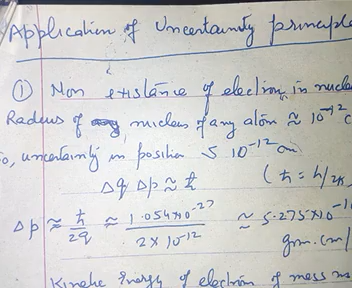 Application of Uncertainty principle
① Non existance of electron in nucle
Radius of nucleus of any atom ≈ 10⁻¹² c
so, uncertainty in position 5 10⁻¹² cm
Δq Δp ≈ ħ (ħ = h/2π,
Δp ≈ ħ/2q ≈ 1.054×10⁻²⁷/2×10⁻¹² ≈ 5.275×10⁻¹
gm.cm/
Kinetic Energy of electron of mass m